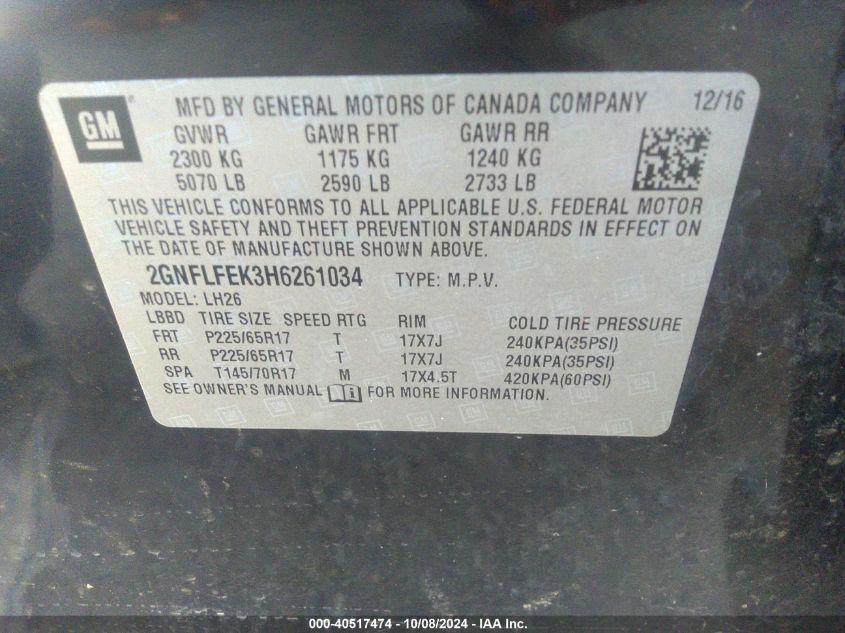 GM MFD BY GENERAL MOTORS OF CANADA COMPANY 12/16
GVWR GAWR FRT GAWR RR
2300 KG 1175 KG 1240 KG
5070 LB 2590 LB 2733 LB
THIS VEHICLE CONFORMS TO ALL APPLICABLE U.S. FEDERAL MOTOR
VEHICLE SAFETY AND THEFT PREVENTION STANDARDS IN EFFECT ON
THE DATE OF MANUFACTURE SHOWN ABOVE.
2GNFLFEK3H6261034 TYPE: M.P.V.
MODEL: LH26
LBBD TIRE SIZE SPEED RTG RIM COLD TIRE PRESSURE
FRT P225/65R17 T 17X7J 240KPA(35PSI)
RR P225/65R17 T 17X7J 240KPA(35PSI)
SPA T145/70R17 M 17X4.5T 420KPA(60PSI)
SEE OWNER'S MANUAL FOR MORE INFORMATION.
000-40517474 - 10/08/2024 - IAA Inc.